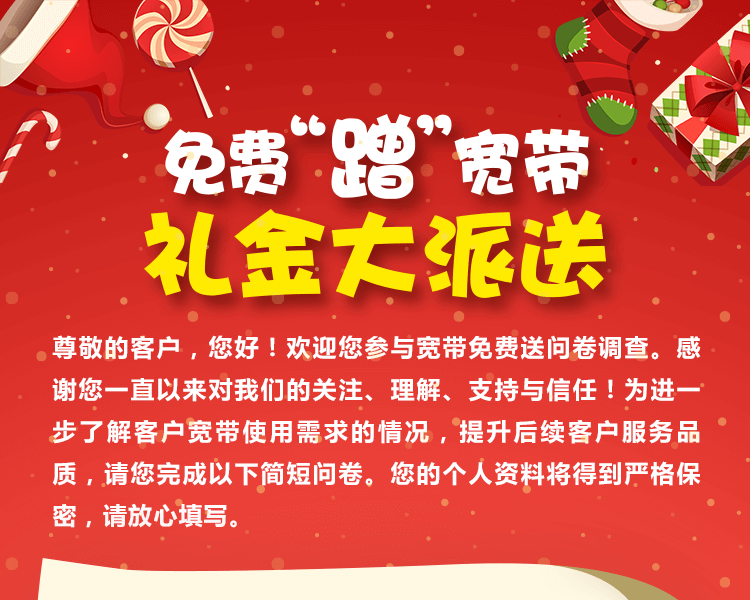 免费“蹭”宽带
礼金大派送
尊敬的客户，您好！欢迎您参与宽带免费送问卷调查。感
谢您一直以来对我们的关注、理解、支持与信任！为进一
步了解客户宽带使用需求的情况，提升后续客户服务品
质，请您完成以下简短问卷。您的个人资料将得到严格保
密，请放心填写。